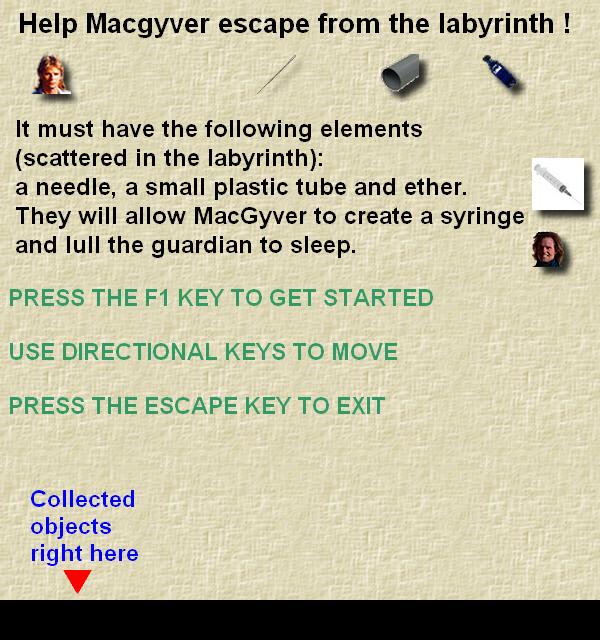 Help Macgyver escape from the labyrinth !
It must have the following elements
(scattered in the labyrinth):
a needle, a small plastic tube and ether.
They will allow MacGyver to create a syringe
and lull the guardian to sleep.
PRESS THE F1 KEY TO GET STARTED
USE DIRECTIONAL KEYS TO MOVE
PRESS THE ESCAPE KEY TO EXIT
Collected
objects
right here